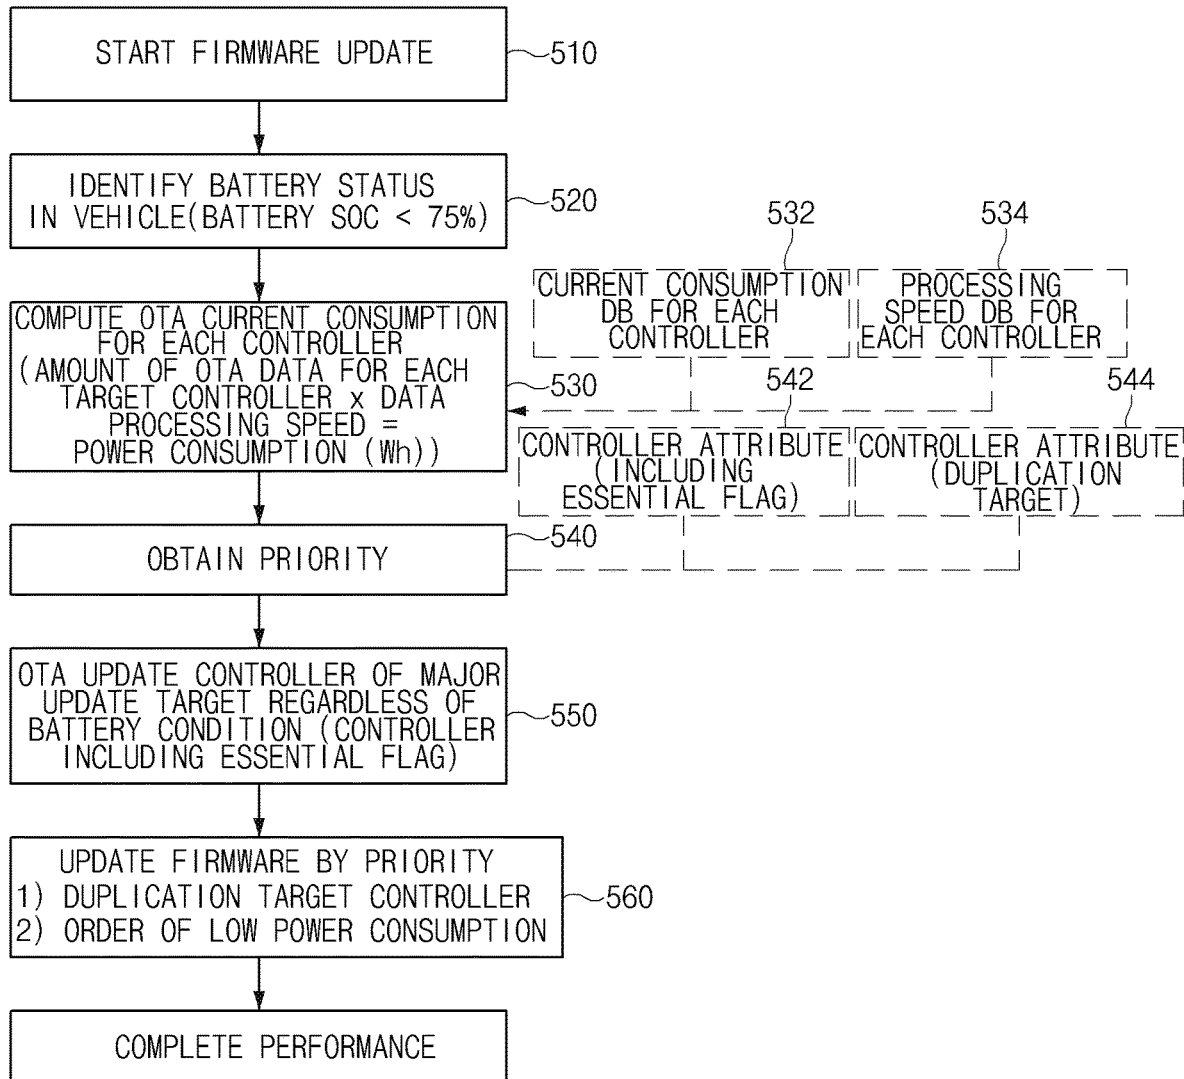 START FIRMWARE UPDATE
510
IDENTIFY BATTERY STATUS
IN VEHICLE(BATTERY SOC < 75%)
520
COMPUTE OTA CURRENT CONSUMPTION
FOR EACH CONTROLLER
(AMOUNT OF OTA DATA FOR EACH
TARGET CONTROLLER x DATA
PROCESSING SPEED =
POWER CONSUMPTION (Wh))
530
532
CURRENT CONSUMPTION
DB FOR EACH
CONTROLLER
534
PROCESSING
SPEED DB FOR
EACH CONTROLLER
542
CONTROLLER ATTRIBUTE
(INCLUDING
ESSENTIAL FLAG)
544
CONTROLLER ATTRIBUTE
(DUPLICATION
TARGET)
OBTAIN PRIORITY
540
OTA UPDATE CONTROLLER OF MAJOR
UPDATE TARGET REGARDLESS OF
BATTERY CONDITION (CONTROLLER
INCLUDING ESSENTIAL FLAG)
550
UPDATE FIRMWARE BY PRIORITY
1) DUPLICATION TARGET CONTROLLER
2) ORDER OF LOW POWER CONSUMPTION
560
COMPLETE PERFORMANCE